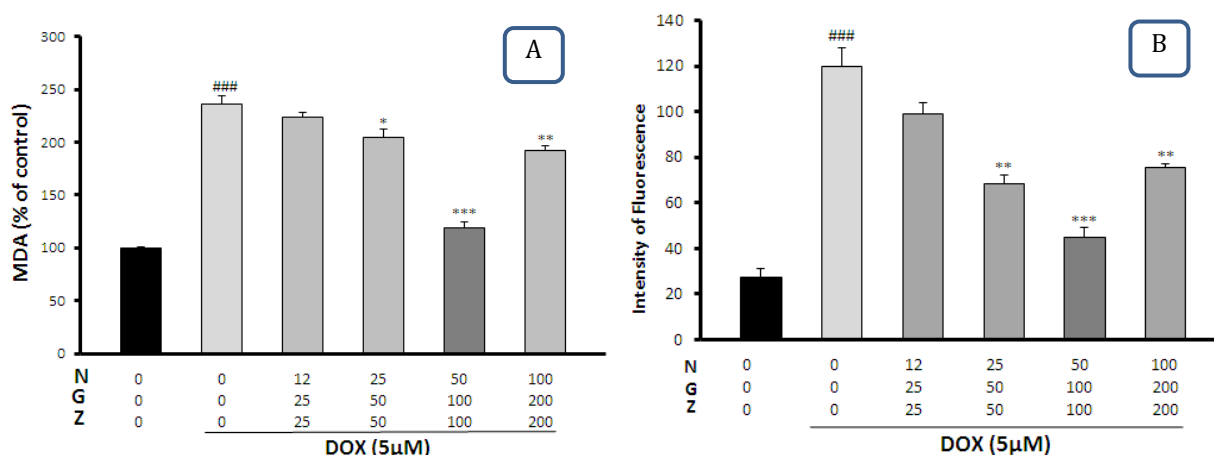 A
300
250
200
150
100
50
0
MDA (% of control)
###
*
***
**
N 0 0 12 25 50 100
G 0 0 25 50 100 200
Z 0 0 25 50 100 200
DOX (5µM)
B
140
120
100
80
60
40
20
0
Intensity of Fluorescence
###
**
***
**
N 0 0 12 25 50 100
G 0 0 25 50 100 200
Z 0 0 25 50 100 200
DOX (5µM)